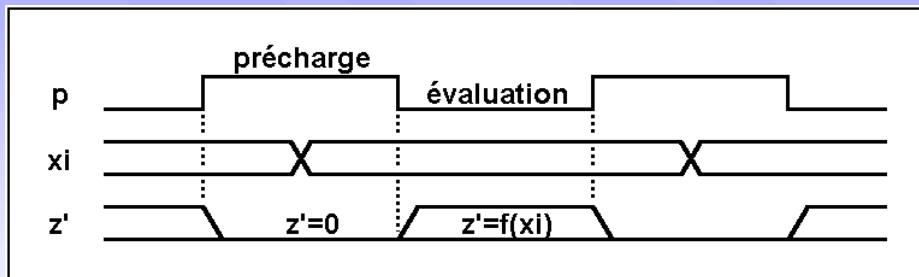 précharge
p
évaluation
xi
z'
z'=0
z'=f(xi)